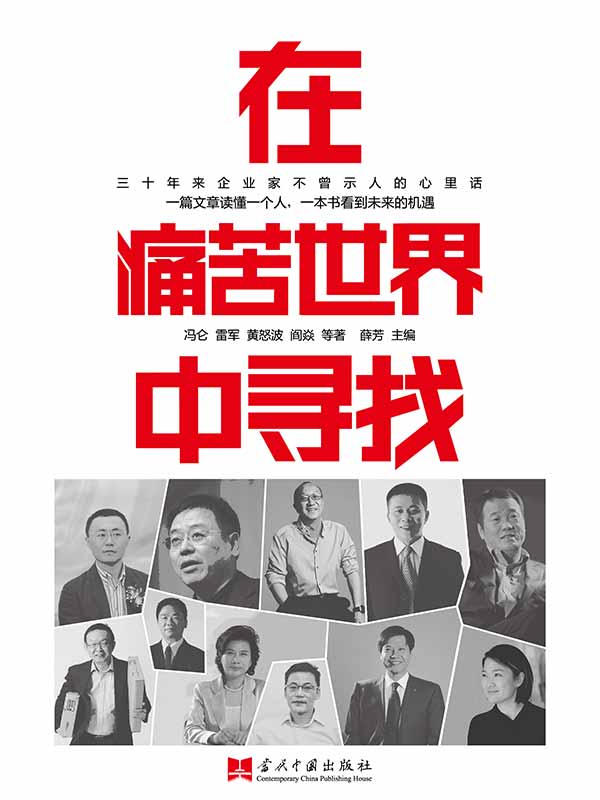 在
三十年来企业家不曾示人的心里话
一篇文章读懂一个人，一本书看到未来的机遇
痛苦世界
冯仑 雷军 黄怒波 阎焱 等著 薛芳 主编
中寻找
当代中国出版社
Contemporary China Publishing House